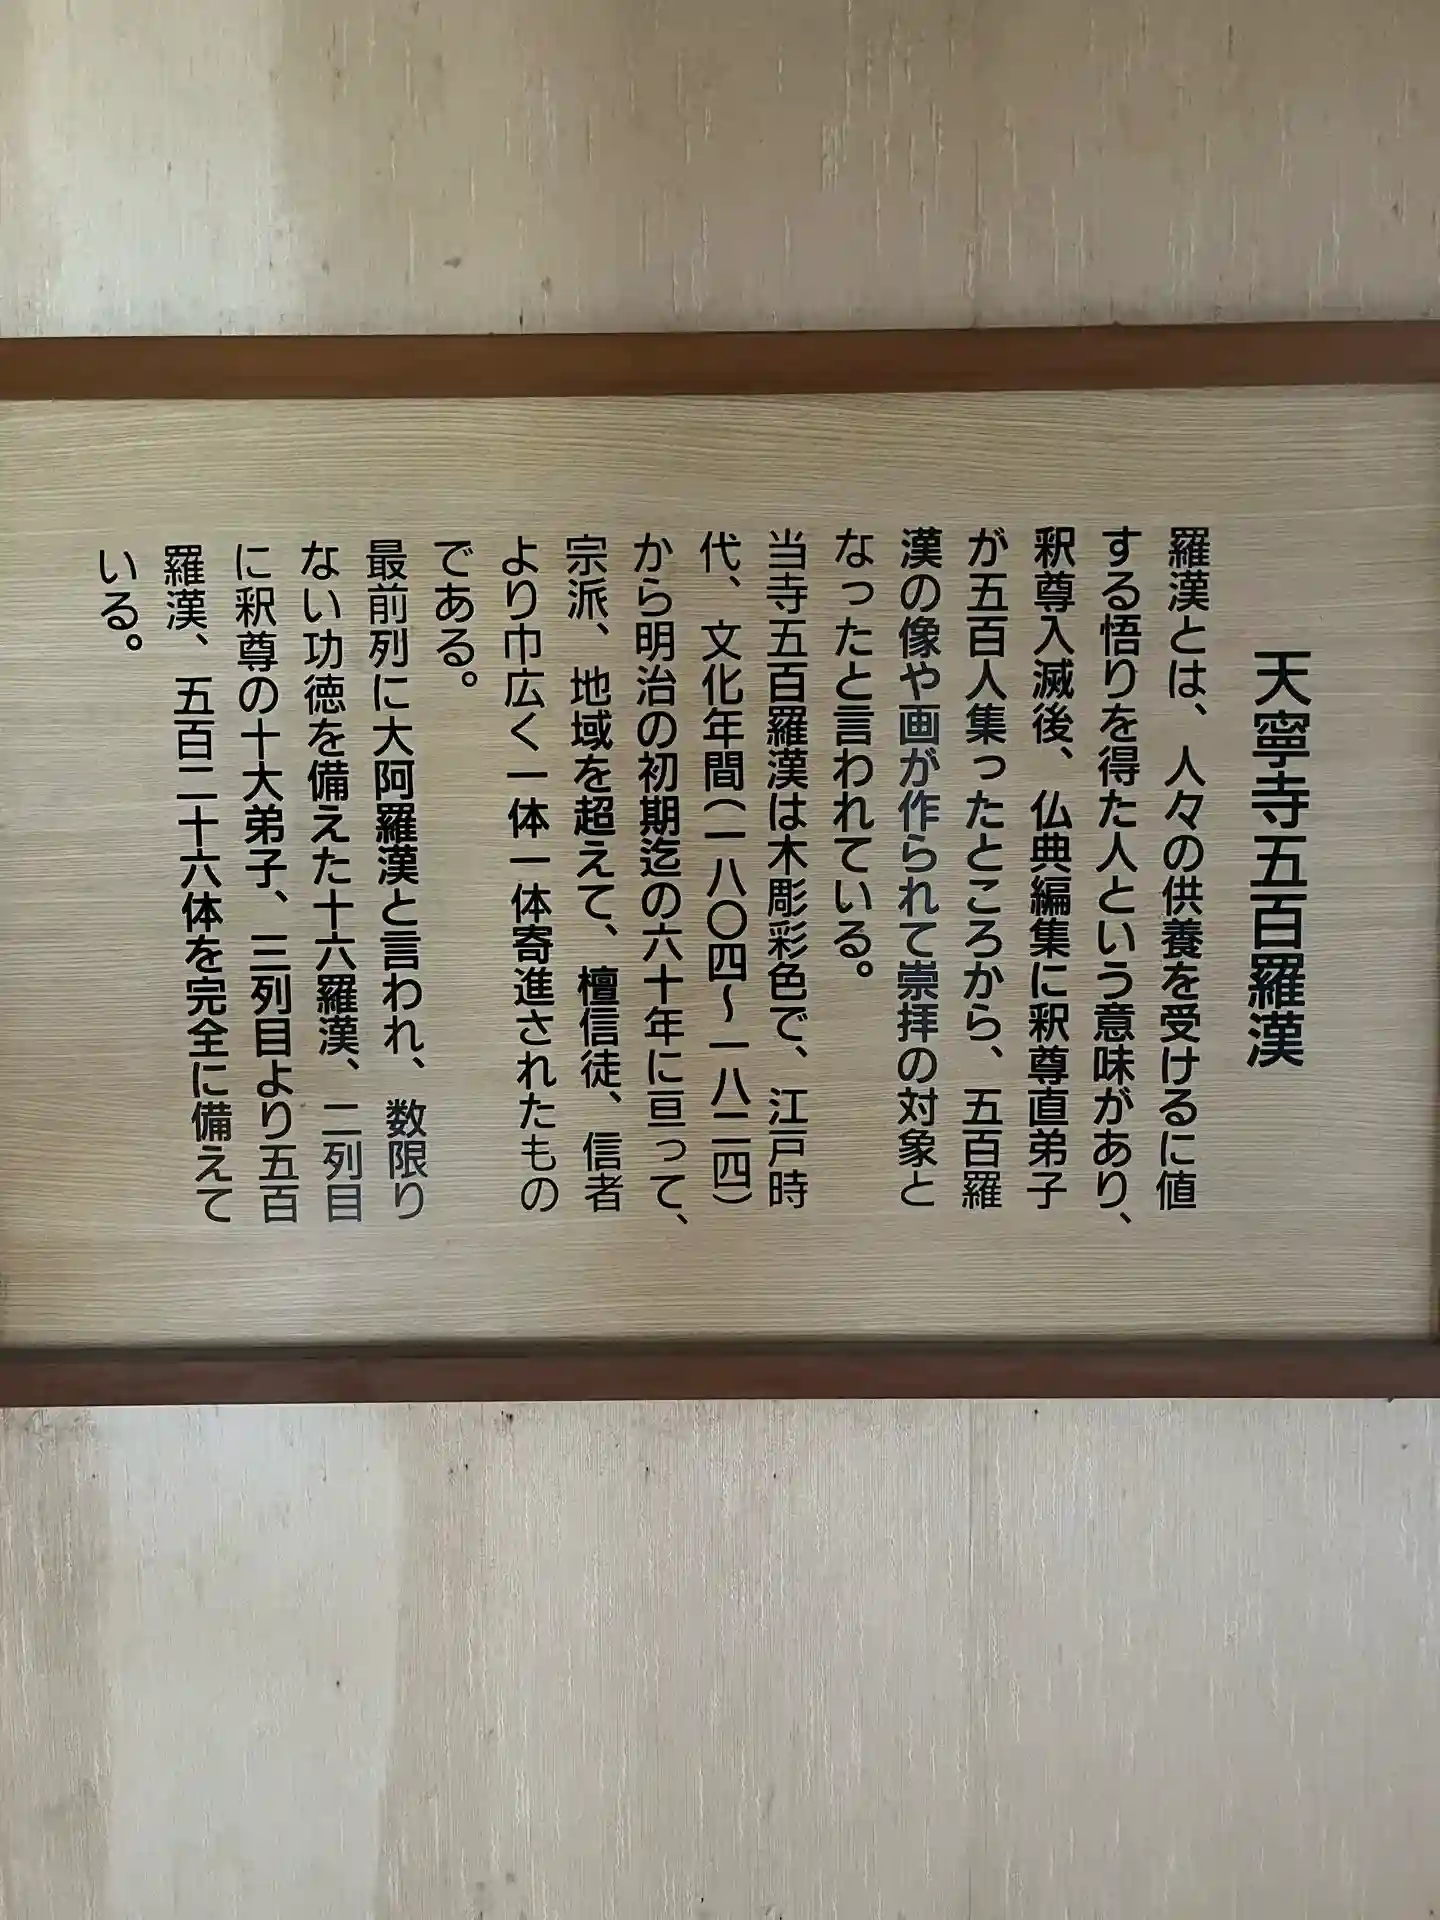 天寧寺五百羅漢
羅漢とは、人々の供養を受けるに値
する悟りを得た人という意味があり、
釈尊入滅後、仏典編集に釈尊直弟子
が五百人集ったところから、五百羅
漢の像や画が作られて崇拝の対象と
なったと言われている。
当寺五百羅漢は木彫彩色で、江戸時
代、文化年間(一八〇四～一八二四)
から明治の初期迄の六十年に亘って、
宗派、地域を超えて、檀信徒、信者
より巾広く一体一体寄進されたもの
である。
最前列に大阿羅漢と言われ、数限り
ない功徳を備えた十六羅漢、二列目
に釈尊の十大弟子、三列目より五百
羅漢、五百二十六体を完全に備えて
いる。